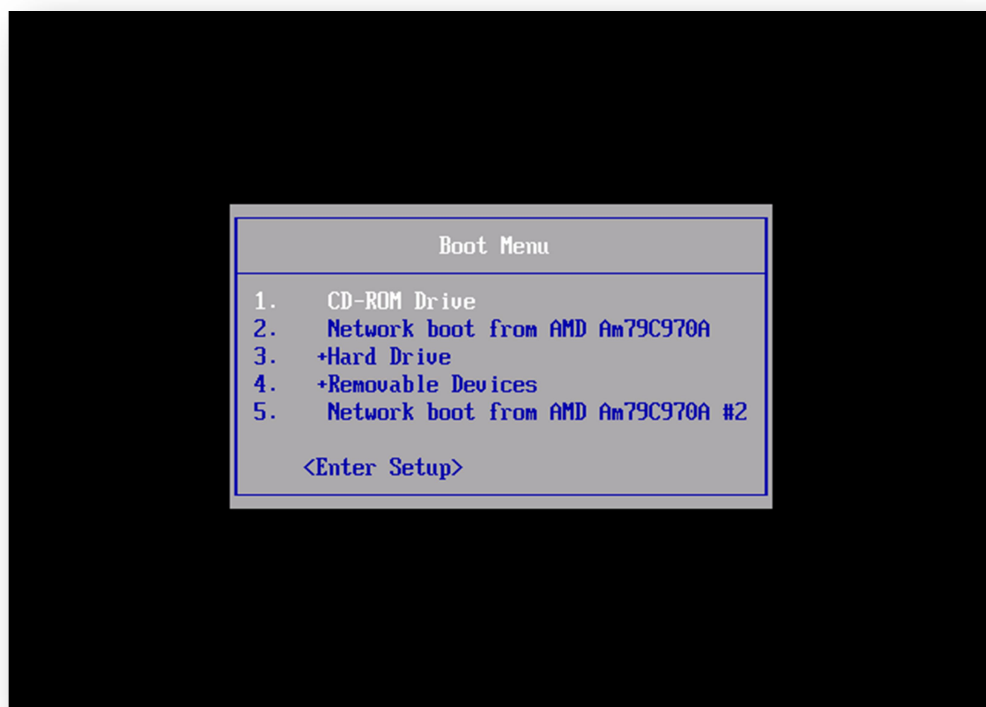 Boot Menu
1. CD-ROM Drive
2. Network boot from AMD Am79C970A
3. +Hard Drive
4. +Removable Devices
5. Network boot from AMD Am79C970A #2
<Enter Setup>